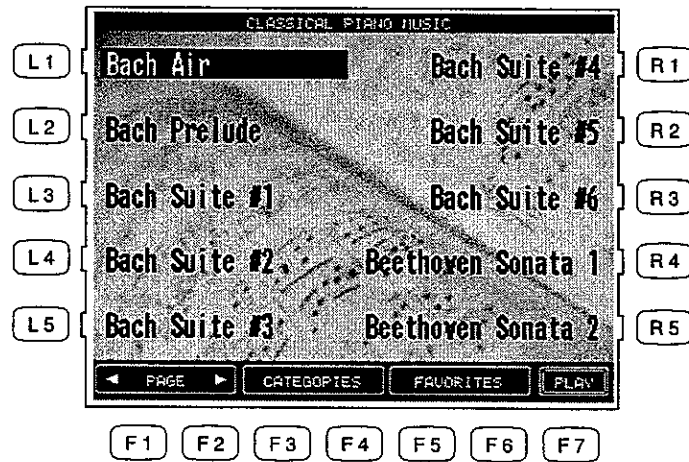 CLASSICAL PIANO MUSIC
L1 Bach Air Bach Suite #4 R1
L2 Bach Prelude Bach Suite #5 R2
L3 Bach Suite #1 Bach Suite #6 R3
L4 Bach Suite #2 Beethoven Sonata 1 R4
L5 Bach Suite #3 Beethoven Sonata 2 R5
◄ PAGE ► CATEGORIES FAVORITES PLAY
F1 F2 F3 F4 F5 F6 F7